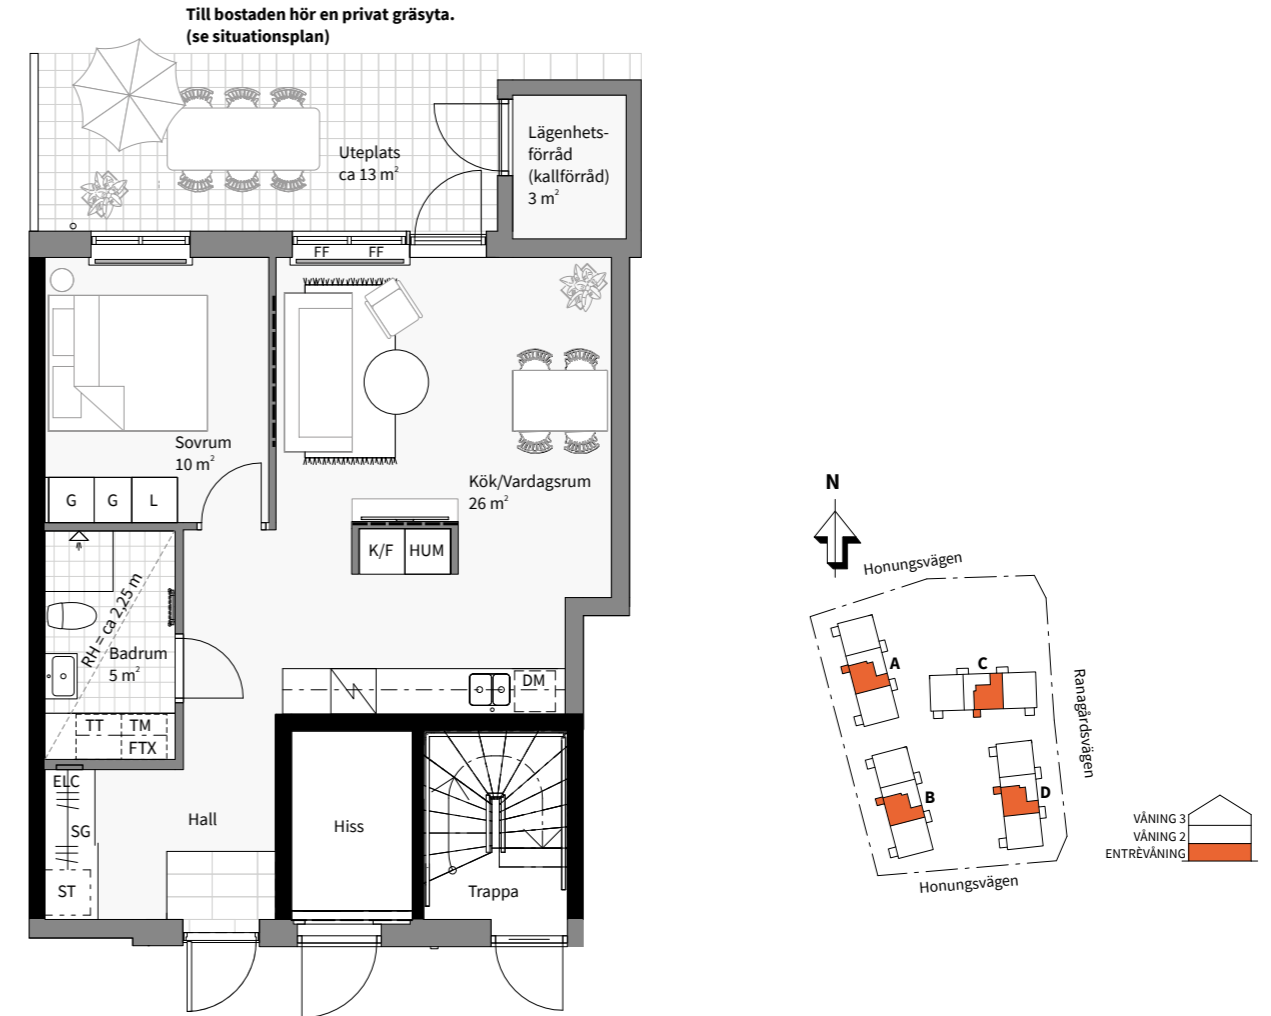 Till bostaden hör en privat gräsyta.
(se situationsplan)
Uteplats
ca 13 m²
Lägenhets-
förråd
(kallförråd)
3 m²
FF FF
Sovrum
10 m²
G G L
Kök/Vardagsrum
26 m²
K/F HUM
RH = ca 2,25 m
Badrum
5 m²
DM
TT TM
FTX
ELC
SG
ST
Hall
Hiss
Trappa
N
Honungsvägen
A
C
Ranagårdsvägen
B
D
Honungsvägen
VÅNING 3
VÅNING 2
ENTRÈVÅNING